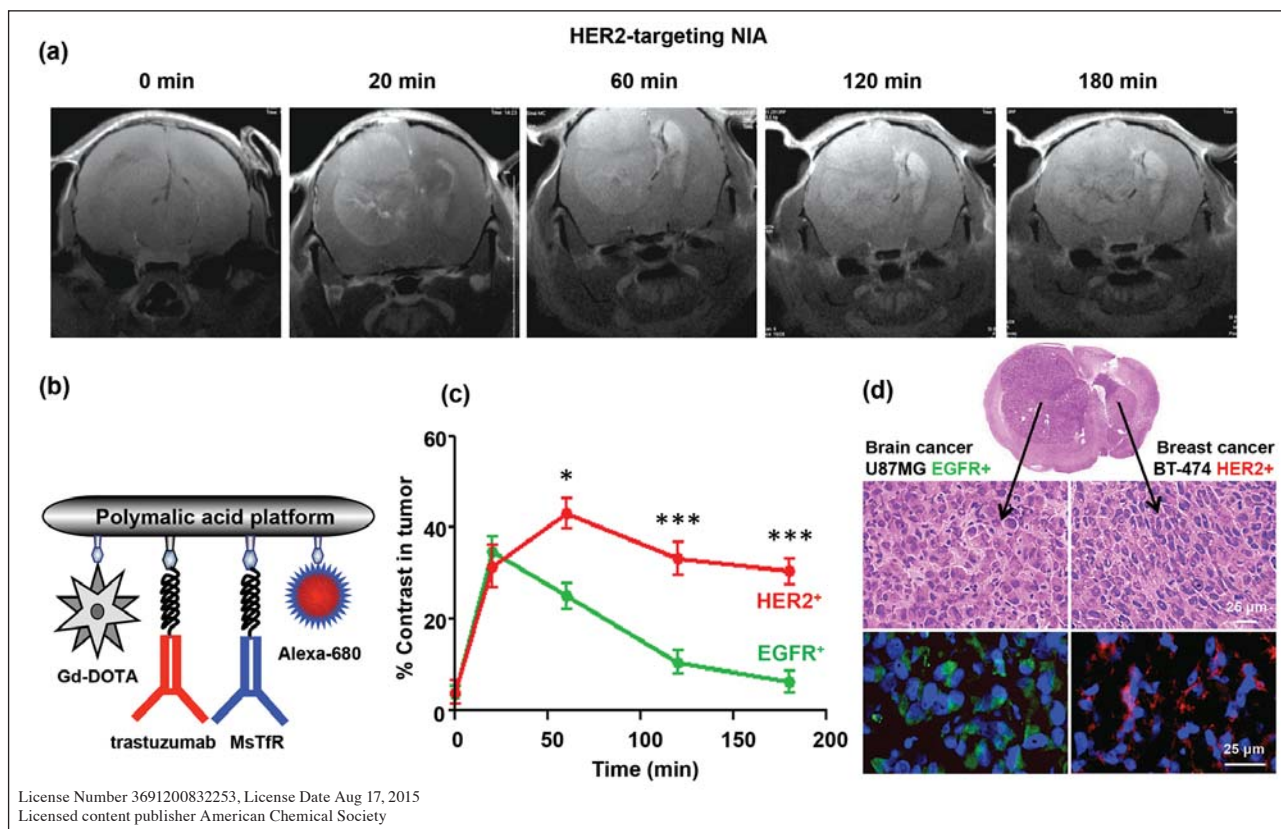 HER2-targeting NIA
(a)
0 min
20 min
60 min
120 min
180 min
(b)
Polymalic acid platform
Gd-DOTA
Alexa-680
trastuzumab
MsTfR
(c)
% Contrast in tumor
60
40
20
0
0
50
100
150
200
Time (min)
*
***
***
HER2⁺
EGFR⁺
(d)
Brain cancer
U87MG EGFR+
Breast cancer
BT-474 HER2+
25 µm
25 µm
License Number 3691200832253, License Date Aug 17, 2015
Licensed content publisher American Chemical Society